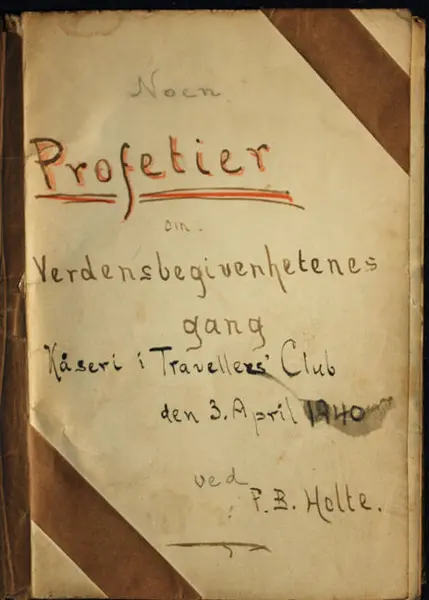 Noen
Profetier
om
Verdensbegivenhetenes
gang
Kåseri i Travellers' Club
den 3. April 1940
ved
P. B. Holte.